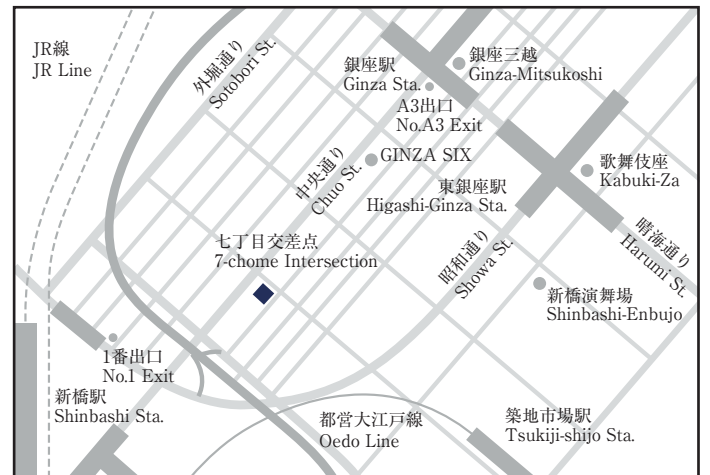 JR線
JR Line
外堀通り
Sotobori St.
銀座駅
Ginza Sta.
A3出口
No.A3 Exit
銀座三越
Ginza-Mitsukoshi
中央通り
Chuo St.
GINZA SIX
東銀座駅
Higashi-Ginza Sta.
歌舞伎座
Kabuki-Za
晴海通り
Harumi St.
昭和通り
Showa St.
七丁目交差点
7-chome Intersection
新橋演舞場
Shinbashi-Enbujo
1番出口
No.1 Exit
新橋駅
Shinbashi Sta.
都営大江戸線
Oedo Line
築地市場駅
Tsukiji-shijo Sta.